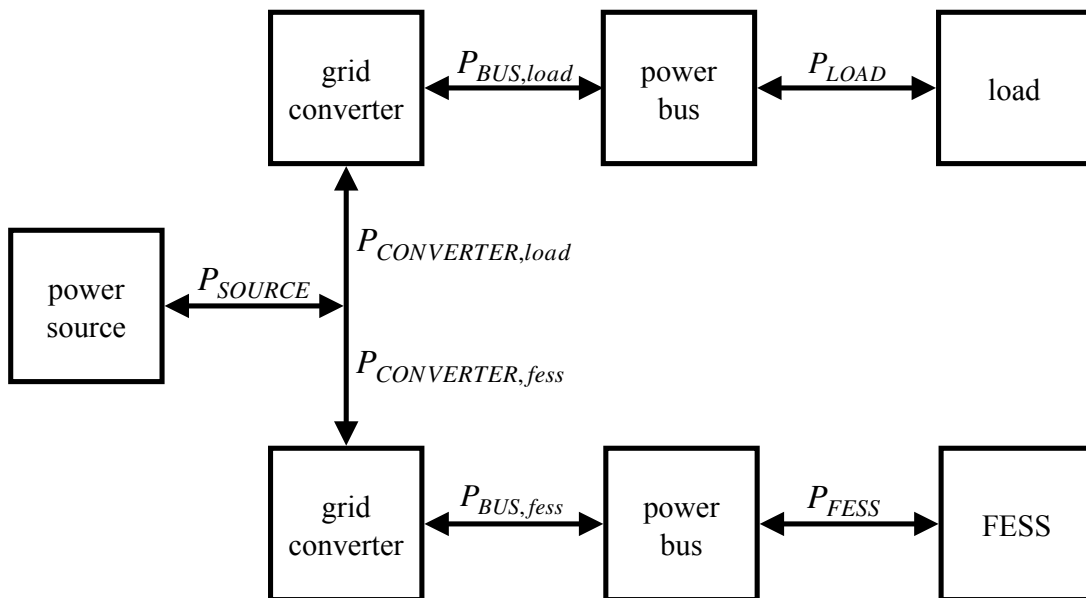 grid
converter
P_BUS,load
power
bus
P_LOAD
load
P_CONVERTER,load
power
source
P_SOURCE
P_CONVERTER,fess
grid
converter
P_BUS,fess
power
bus
P_FESS
FESS